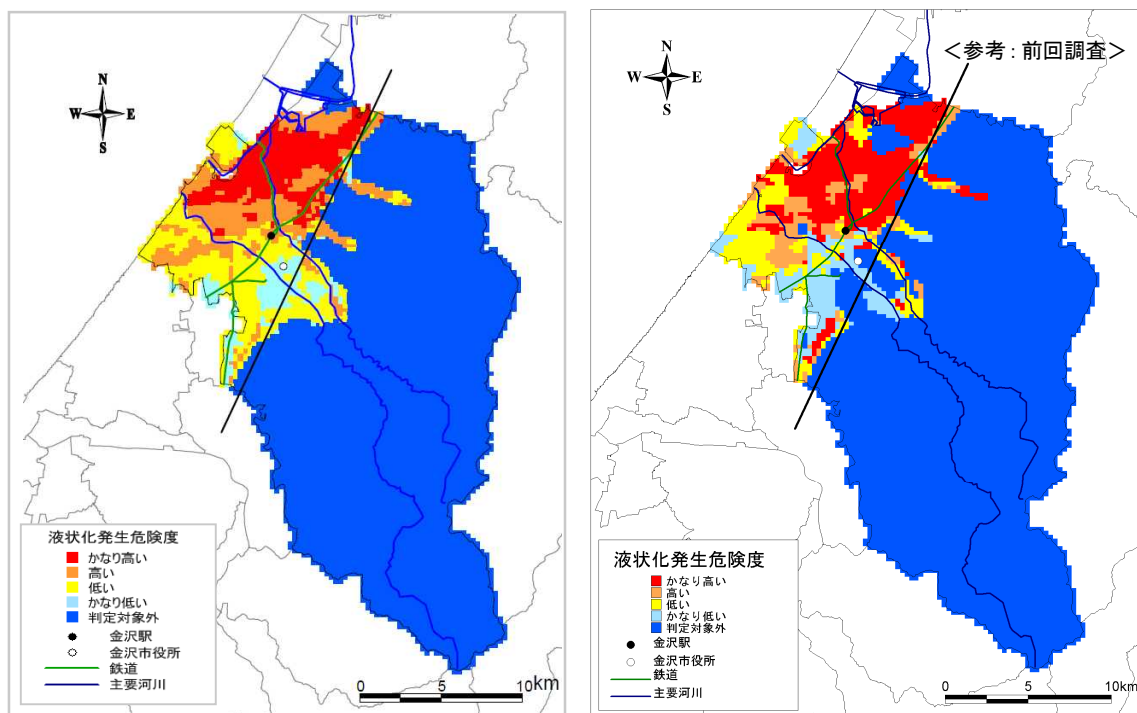 N
W E
S
液状化発生危険度
かなり高い
高い
低い
かなり低い
判定対象外
金沢駅
金沢市役所
鉄道
主要河川
0 5 10km
<参考：前回調査>
N
W E
S
液状化発生危険度
かなり高い
高い
低い
かなり低い
判定対象外
金沢駅
金沢市役所
鉄道
主要河川
0 5 10km